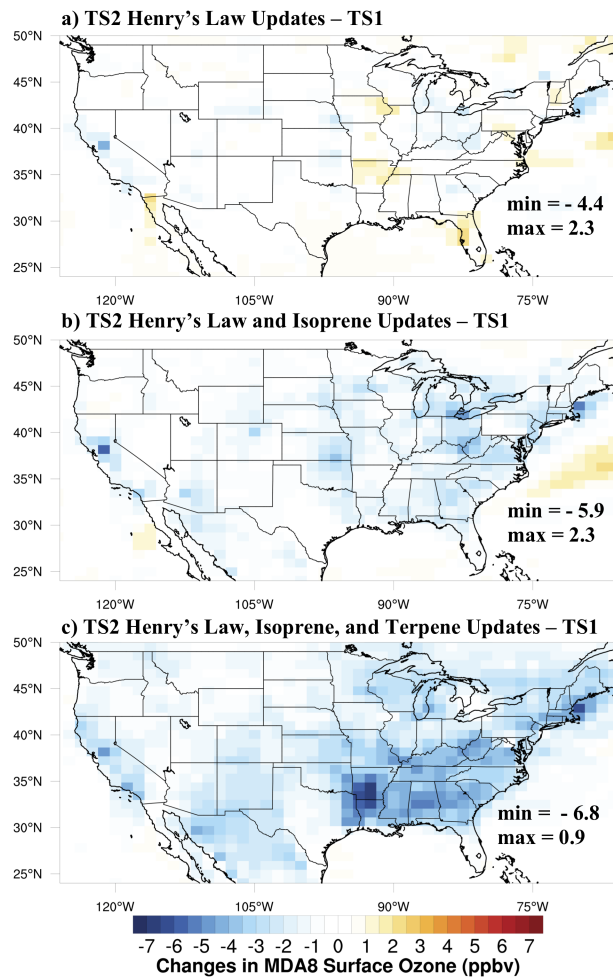 a) TS2 Henry's Law Updates – TS1
50°N
45°N
40°N
35°N
30°N
25°N
min = - 4.4
max = 2.3
120°W 105°W 90°W 75°W
b) TS2 Henry's Law and Isoprene Updates – TS1
50°N
45°N
40°N
35°N
30°N
25°N
min = - 5.9
max = 2.3
120°W 105°W 90°W 75°W
c) TS2 Henry's Law, Isoprene, and Terpene Updates – TS1
50°N
45°N
40°N
35°N
30°N
25°N
min = - 6.8
max = 0.9
120°W 105°W 90°W 75°W
-7 -6 -5 -4 -3 -2 -1 0 1 2 3 4 5 6 7
Changes in MDA8 Surface Ozone (ppbv)